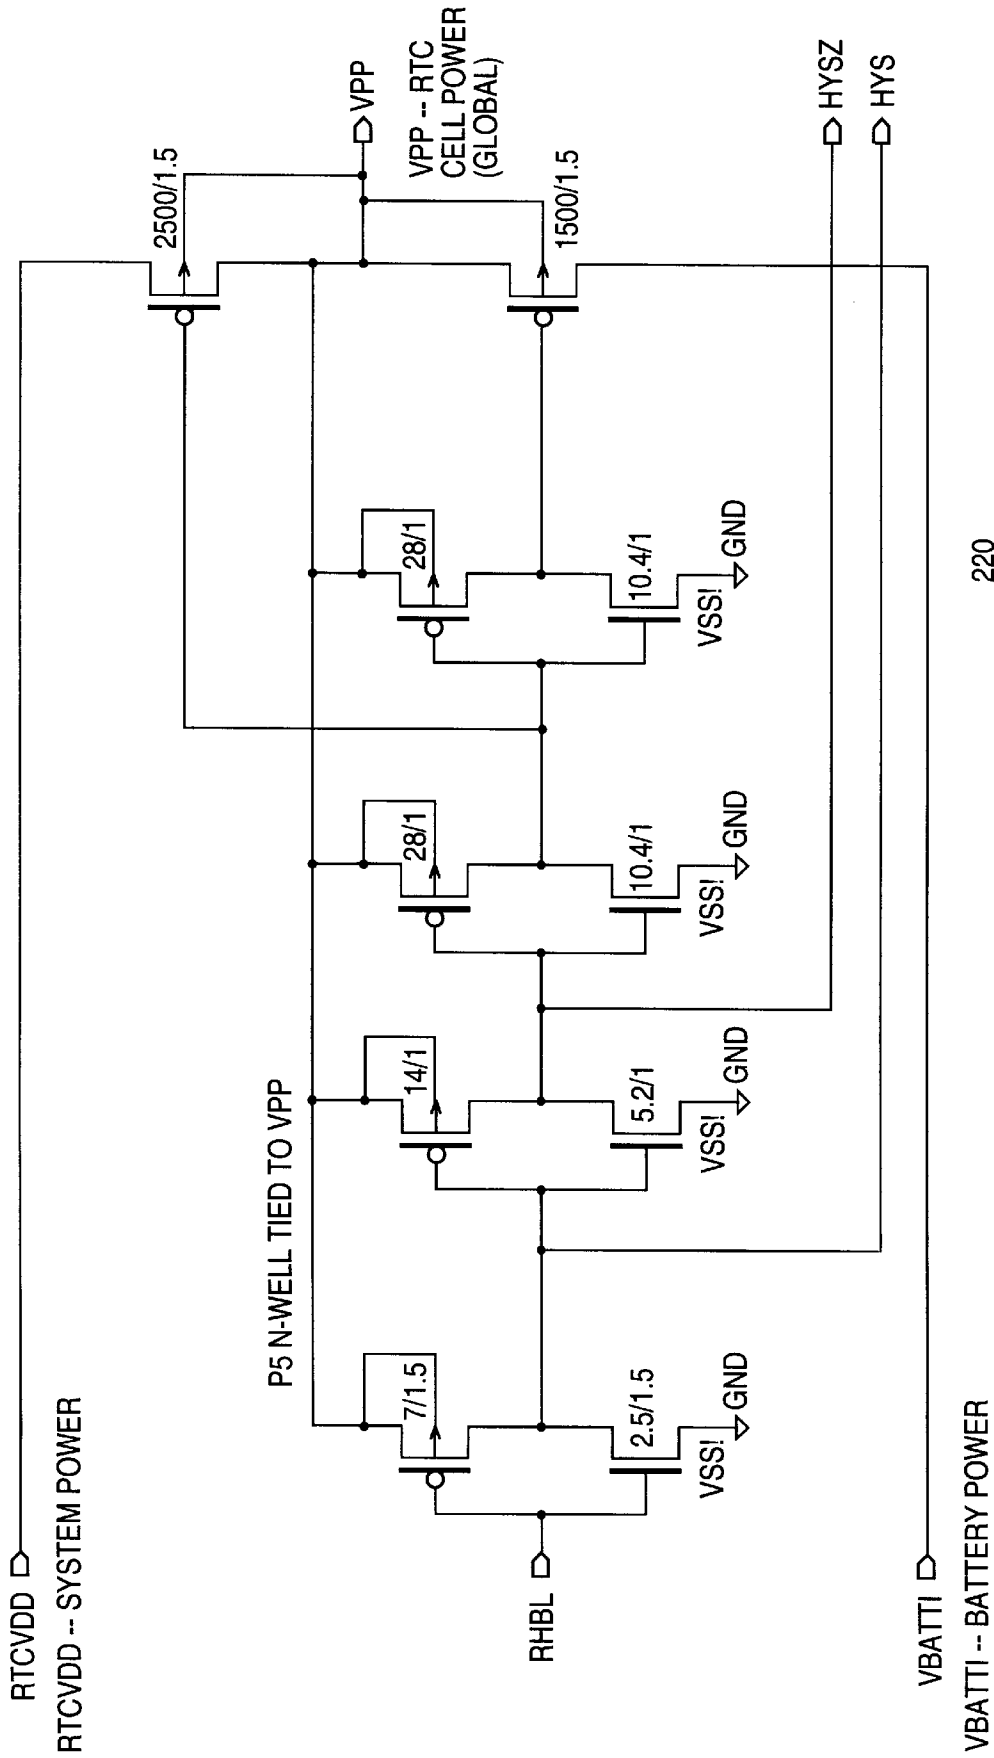 RTCVDD
RTCVDD -- SYSTEM POWER
2500/1.5
VPP
VPP -- RTC
CELL POWER
(GLOBAL)
P5 N-WELL TIED TO VPP
7/1.5
14/1
28/1
28/1
1500/1.5
RHBL
2.5/1.5
VSS!
GND
5.2/1
VSS!
GND
10.4/1
VSS!
GND
10.4/1
VSS!
GND
HYSZ
HYS
VBATTI
VBATTI -- BATTERY POWER
220